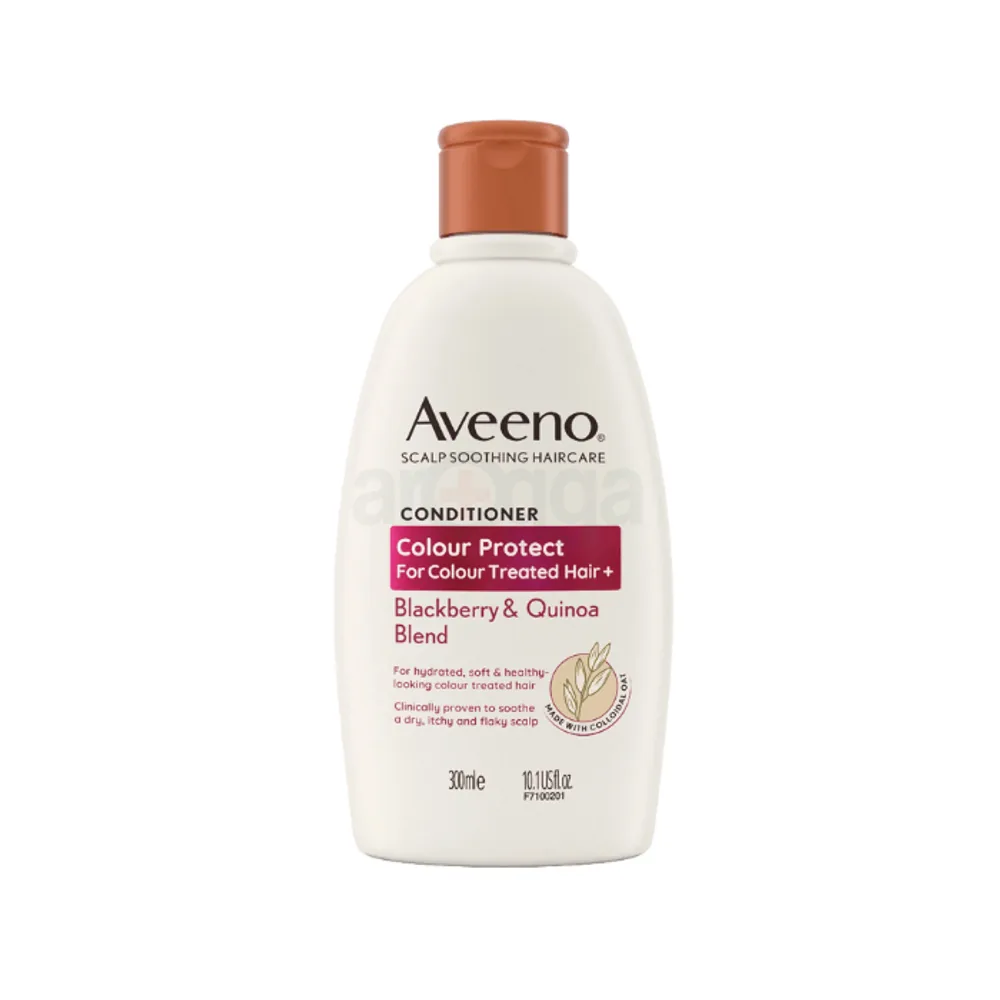 Aveeno®
SCALP SOOTHING HAIRCARE
arogga
CONDITIONER
Colour Protect
For Colour Treated Hair +
Blackberry & Quinoa
Blend
For hydrated, soft & healthy-
looking colour treated hair
Clinically proven to soothe
a dry, itchy and flaky scalp
MADE WITH COLLOIDAL OAT
300ml℮ 10.1 US fl.oz.
F7100201